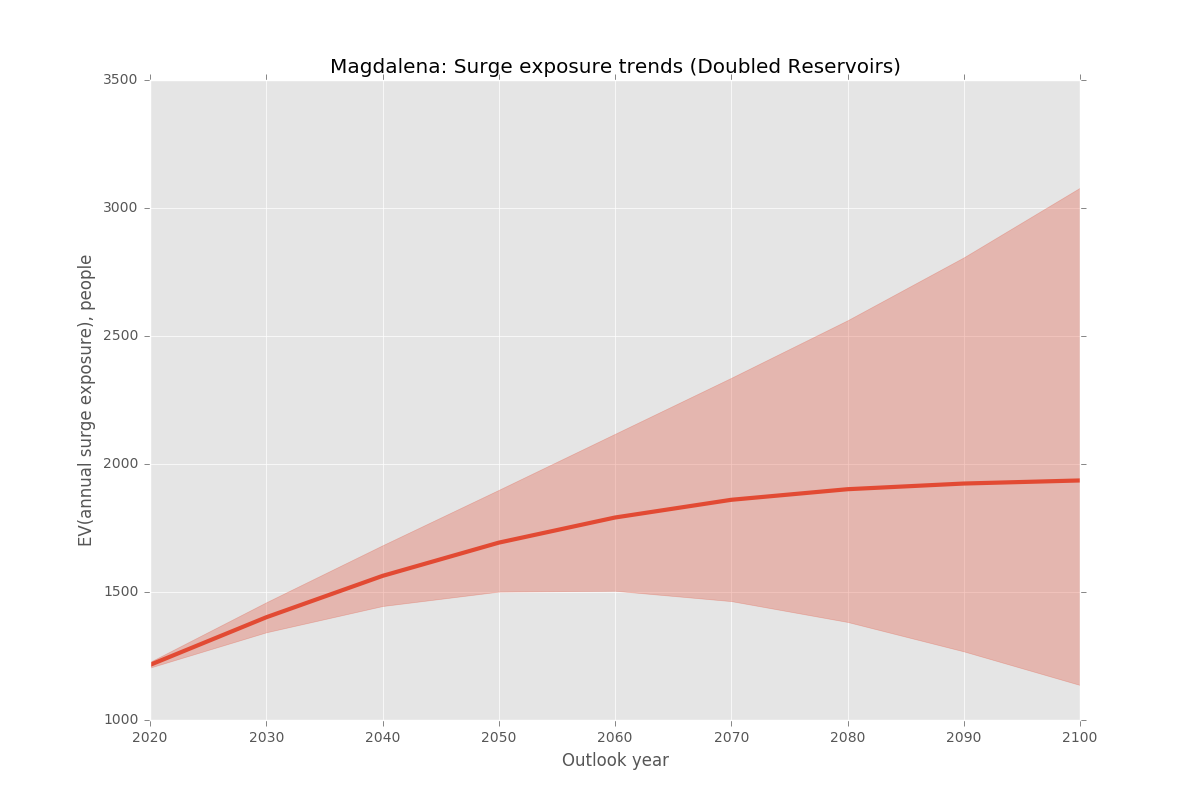 Magdalena: Surge exposure trends (Doubled Reservoirs)
EV(annual surge exposure), people
3500
3000
2500
2000
1500
1000
2020 2030 2040 2050 2060 2070 2080 2090 2100
Outlook year